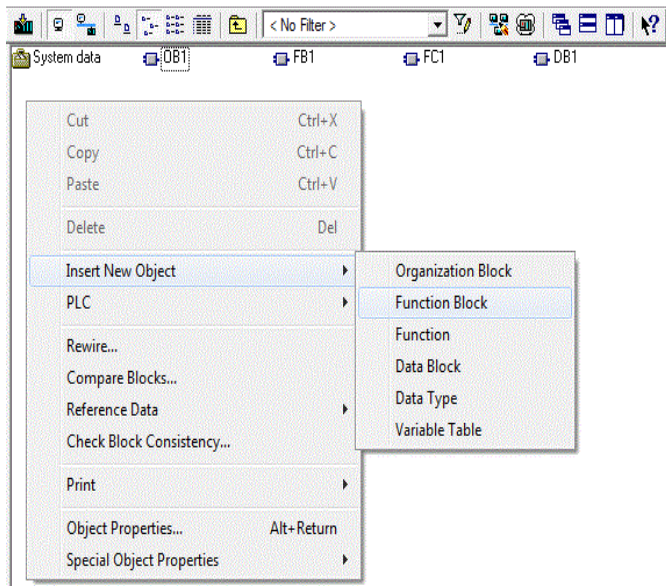 < No Filter >
System data OB1 FB1 FC1 DB1
Cut Ctrl+X
Copy Ctrl+C
Paste Ctrl+V
Delete Del
Insert New Object
PLC
Rewire...
Compare Blocks...
Reference Data
Check Block Consistency...
Print
Object Properties... Alt+Return
Special Object Properties
Organization Block
Function Block
Function
Data Block
Data Type
Variable Table